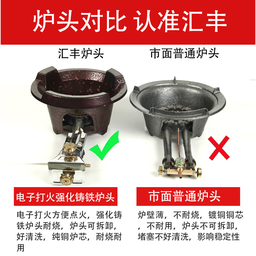 炉头对比 认准汇丰
汇丰炉头
市面普通炉头
电子打火强化铸铁炉头
电子打火方便点火，强化铸
铁炉头耐烧，炉头可拆卸，
好清洗，纯铜炉芯，耐烧耐
用
市面普通炉头
炉壁薄，不耐烧，镀铜铜芯
，不耐用，炉头不可拆卸，
堵塞不好清洗，影响稳定性